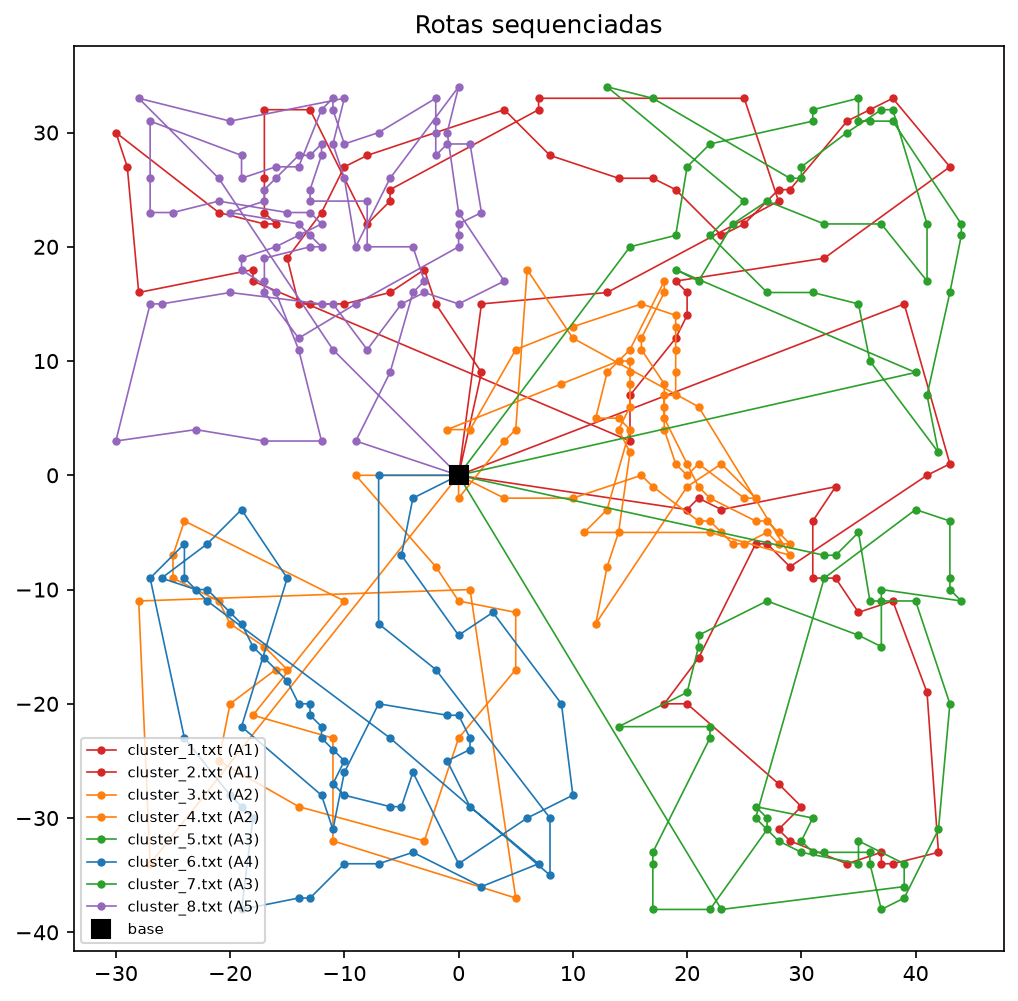 Rotas sequenciadas
30
20
10
0
−10
−20
−30
−40
cluster_1.txt (A1)
cluster_2.txt (A1)
cluster_3.txt (A2)
cluster_4.txt (A2)
cluster_5.txt (A3)
cluster_6.txt (A4)
cluster_7.txt (A3)
cluster_8.txt (A5)
base
−30 −20 −10 0 10 20 30 40